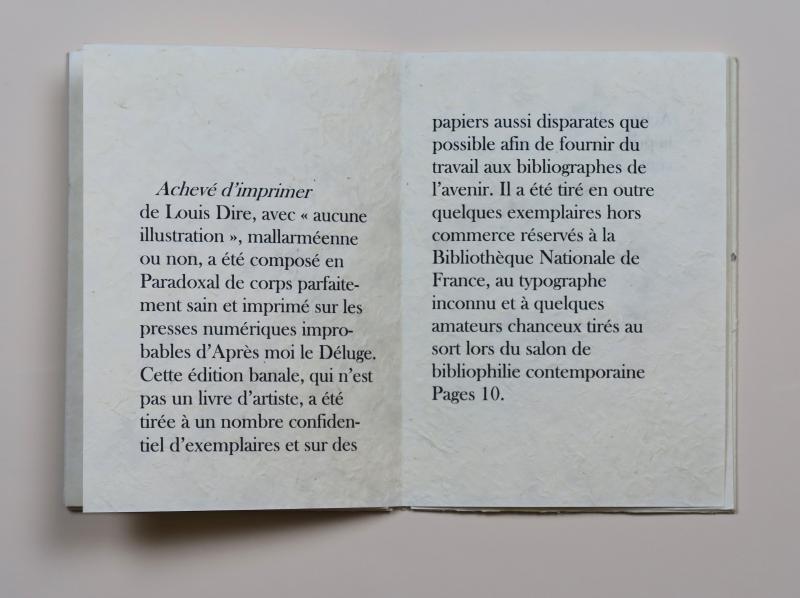 Achevé d’imprimer
de Louis Dire, avec « aucune
illustration », mallarméenne
ou non, a été composé en
Paradoxal de corps parfaite-
ment sain et imprimé sur les
presses numériques impro-
bables d’Après moi le Déluge.
Cette édition banale, qui n’est
pas un livre d’artiste, a été
tirée à un nombre confiden-
tiel d’exemplaires et sur des
papiers aussi disparates que
possible afin de fournir du
travail aux bibliographes de
l’avenir. Il a été tiré en outre
quelques exemplaires hors
commerce réservés à la
Bibliothèque Nationale de
France, au typographe
inconnu et à quelques
amateurs chanceux tirés au
sort lors du salon de
bibliophilie contemporaine
Pages 10.